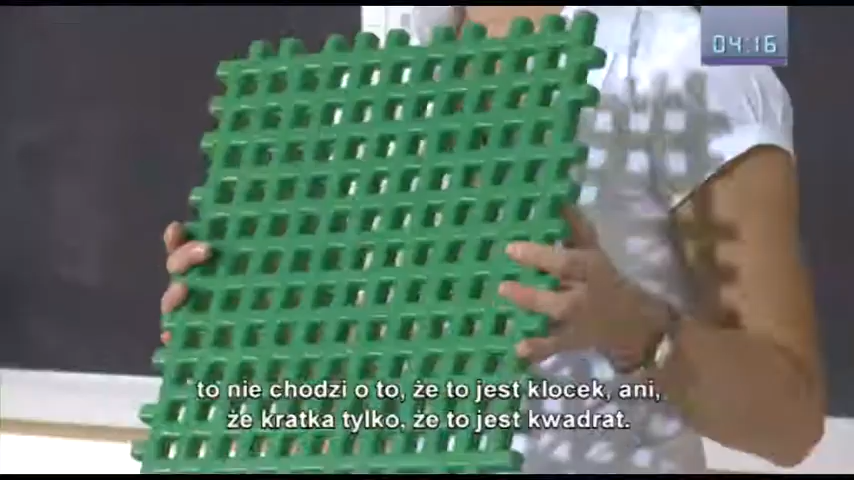 04:16
to nie chodzi o to, że to jest klocek, ani,
że kratka tylko, że to jest kwadrat.